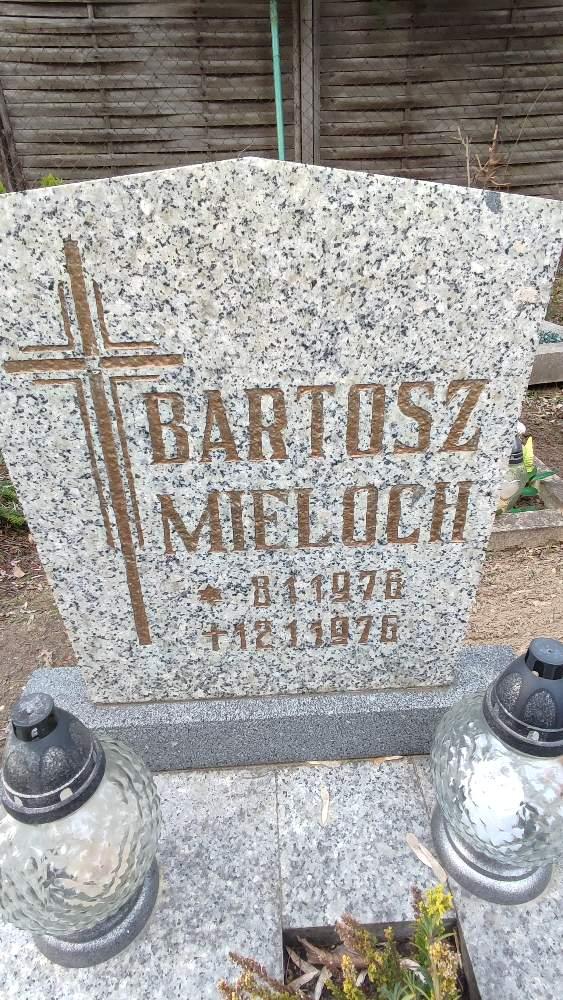 BARTOSZ
MIELOCH
* 8 1 1976
+ 12 1 1976